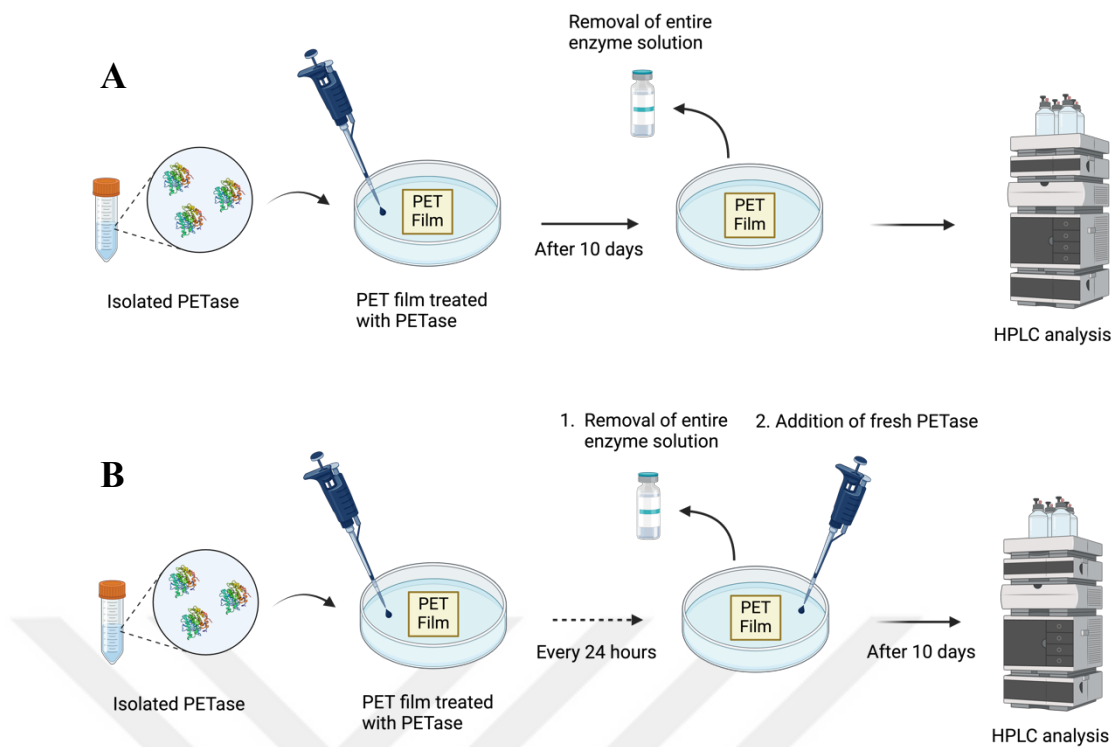 Removal of entire
enzyme solution
A
PET
Film
PET
Film
After 10 days
Isolated PETase
PET film treated
with PETase
HPLC analysis
1. Removal of entire
enzyme solution
2. Addition of fresh PETase
B
PET
Film
PET
Film
Every 24 hours
After 10 days
Isolated PETase
PET film treated
with PETase
HPLC analysis